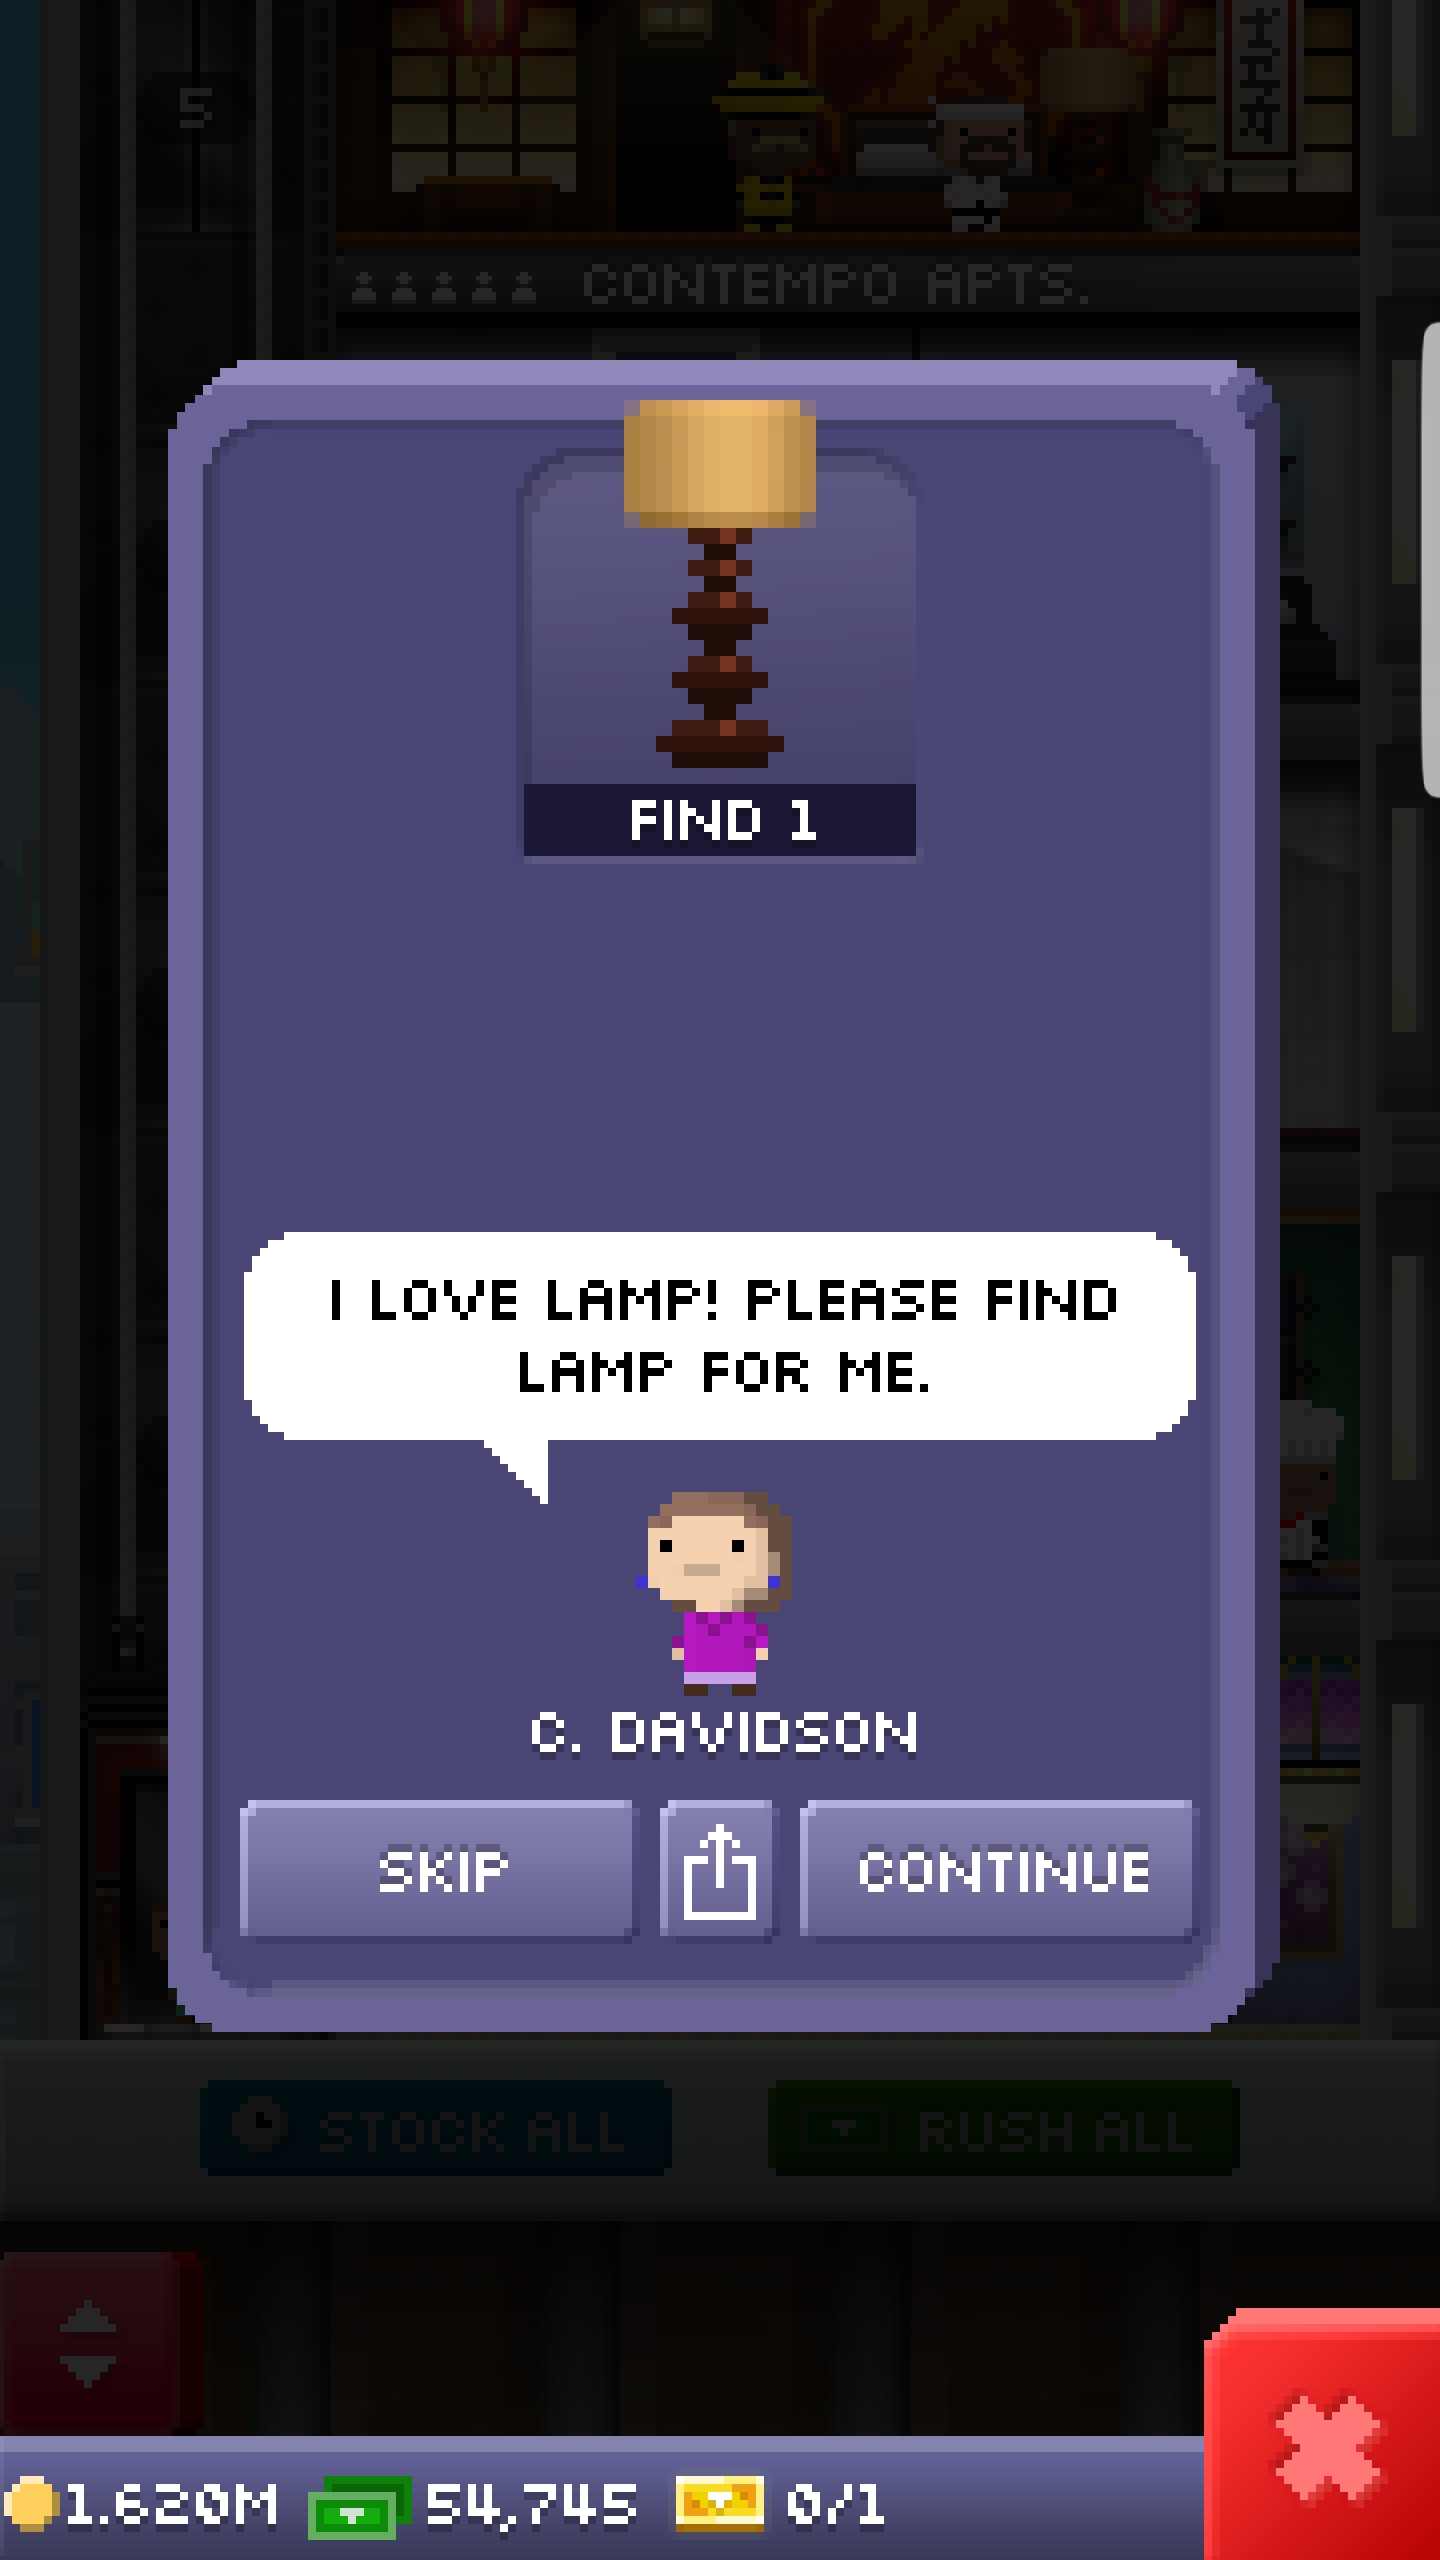 5
CONTEMPO APTS.
FIND 1
I LOVE LAMP! PLEASE FIND
LAMP FOR ME.
C. DAVIDSON
SKIP
CONTINUE
STOCK ALL
RUSH ALL
1.620M
54,745
0/1